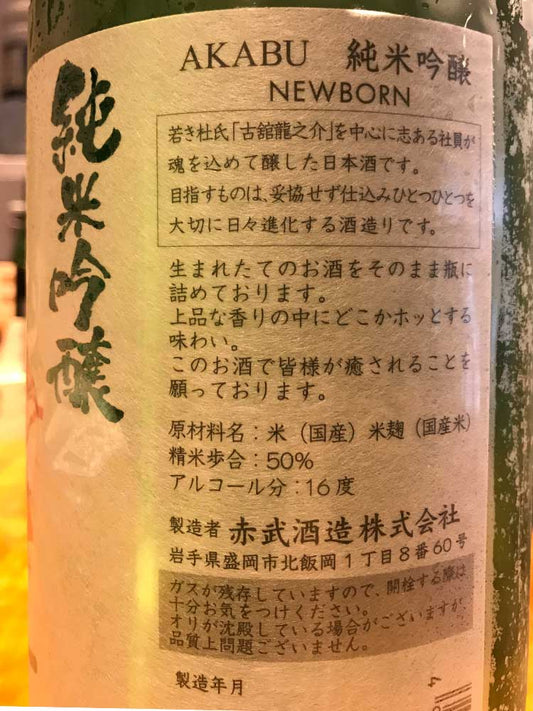 純米吟醸
AKABU 純米吟醸
NEWBORN
若き杜氏「古舘龍之介」を中心に志ある社員が
魂を込めて醸した日本酒です。
目指すものは、妥協せず仕込みひとつひとつを
大切に日々進化する酒造りです。
生まれたてのお酒をそのまま瓶に
詰めております。
上品な香りの中にどこかホッとする
味わい。
このお酒で皆様が癒されることを
願っております。
原材料名：米（国産）米麹（国産米）
精米歩合：50%
アルコール分：16度
製造者 赤武酒造株式会社
岩手県盛岡市北飯岡1丁目8番60号
ガスが残存していますので、開栓する際は
十分お気をつけください。
オリが沈殿している場合がございますが、
品質上問題ございません。
製造年月